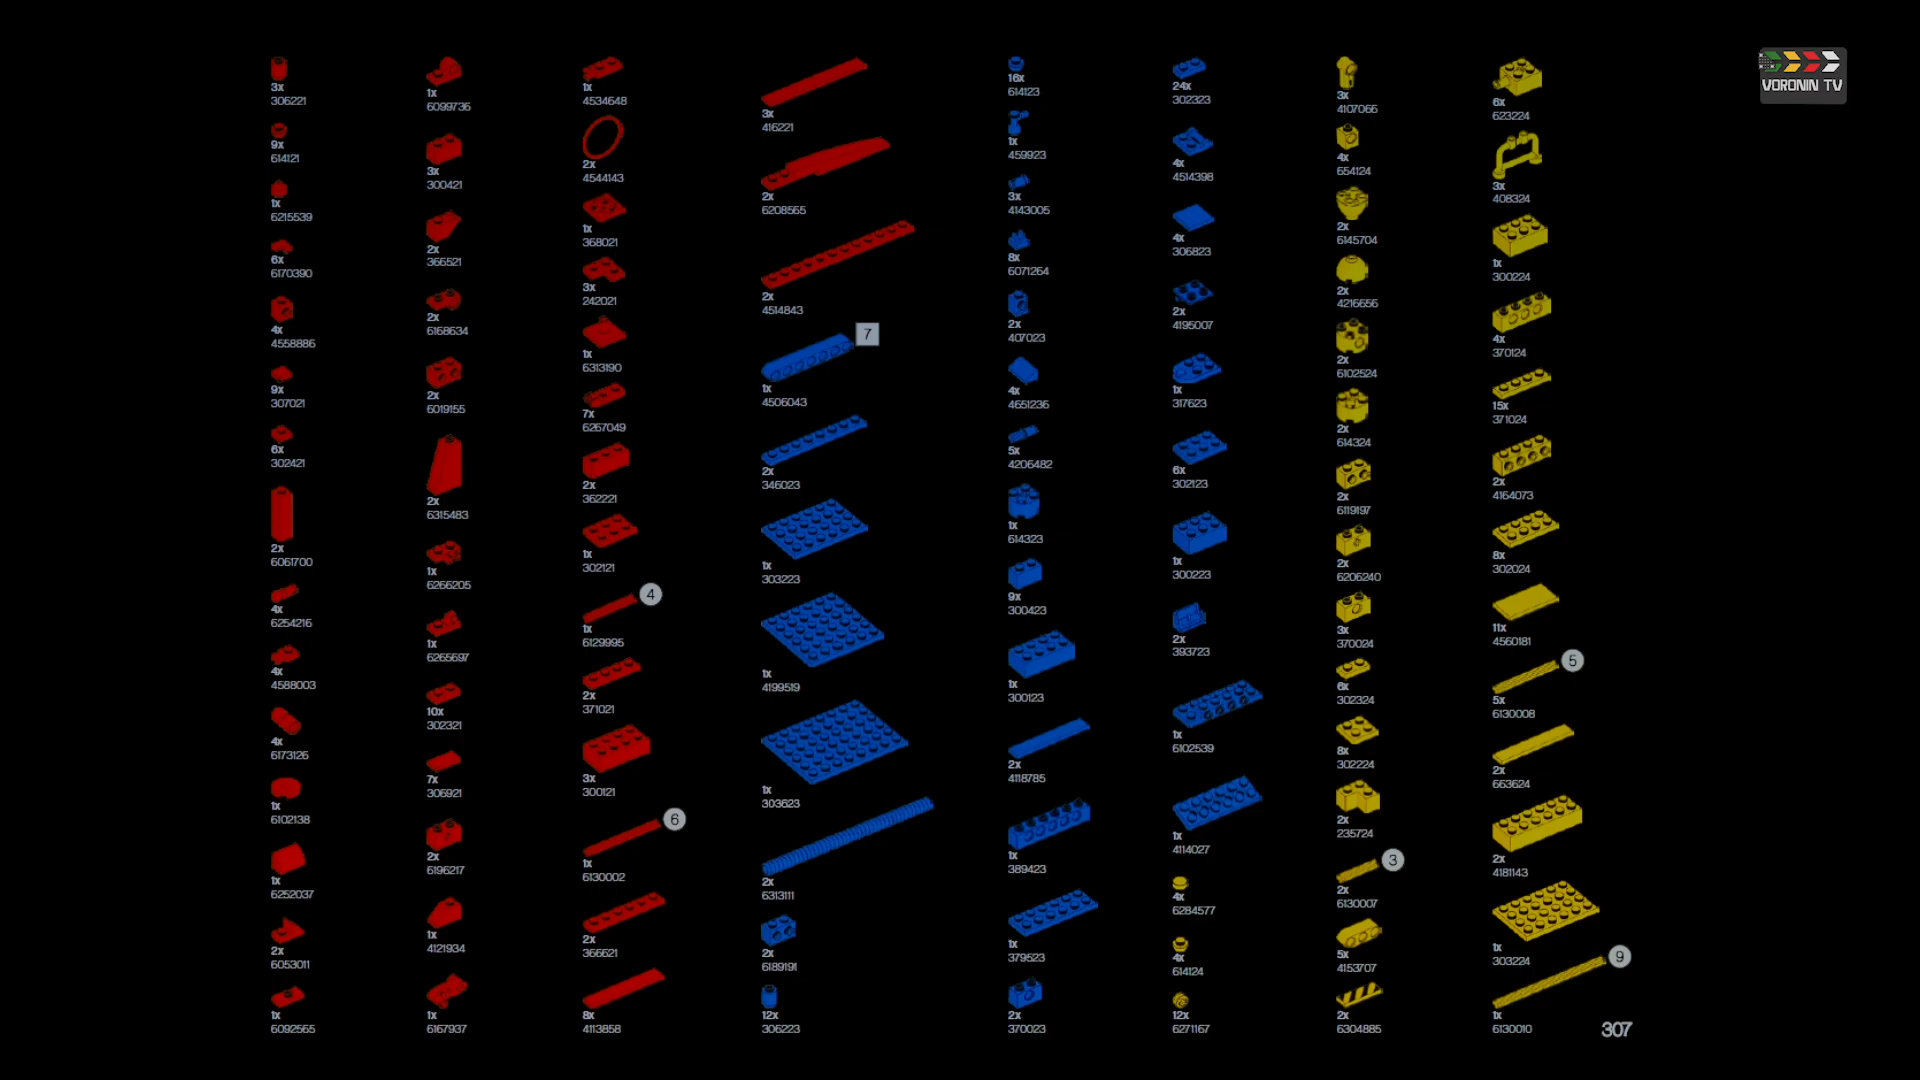 3x
306221
9x
614121
1x
6215539
6x
6170390
4x
4558886
9x
307021
6x
302421
2x
6061700
4x
6254216
4x
4588003
4x
6173126
1x
6102138
1x
6252037
2x
6053011
1x
6092565
1x
6099736
3x
300421
2x
366521
2x
6168634
2x
6019155
2x
6315483
1x
6266205
1x
6265697
10x
302321
7x
306921
2x
6196217
1x
4121934
1x
6167937
1x
4534648
2x
4544143
1x
368021
3x
242021
1x
6313190
7x
6267049
2x
362221
1x
302121
4
1x
6129995
2x
371021
3x
300121
6
1x
6130002
2x
366621
8x
4113858
3x
416221
2x
6208565
2x
4514843
7
1x
4506043
2x
346023
1x
303223
1x
4199519
1x
303623
2x
6313111
2x
6189191
12x
306223
16x
614123
1x
459923
3x
4143005
8x
6071264
2x
407023
4x
4651236
5x
4206482
1x
614323
9x
300423
1x
300123
2x
4118785
1x
389423
1x
379523
2x
370023
24x
302323
4x
4514398
4x
306823
2x
4195007
1x
317623
6x
302123
1x
300223
2x
393723
1x
6102539
1x
4114027
4x
6284577
4x
614124
12x
6271167
3x
4107066
4x
654124
2x
6145704
2x
4216656
2x
6102524
2x
614324
2x
6119197
2x
6206240
3x
370024
6x
302324
8x
302224
2x
235724
3
2x
6130007
5x
4153707
2x
6304885
6x
623224
3x
408324
1x
300224
4x
370124
15x
371024
2x
4164073
8x
302024
11x
4560181
5
5x
6130008
2x
663624
2x
4181143
1x
303224
9
1x
6130010
307
VORONIN TV